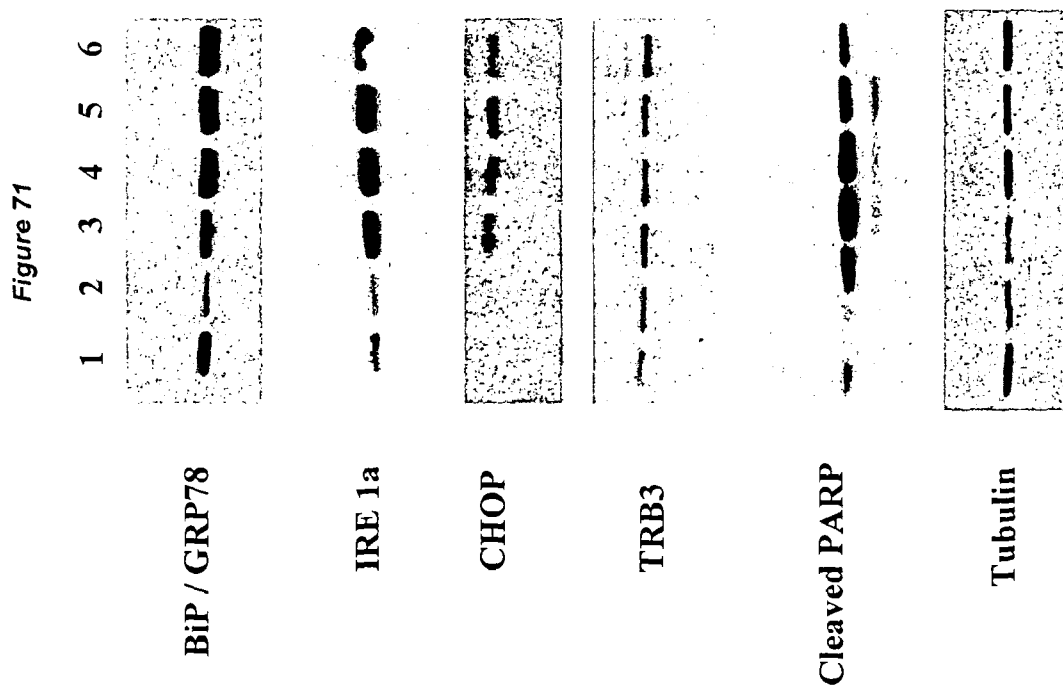 Figure 71
1 2 3 4 5 6
BiP / GRP78
IRE 1a
CHOP
TRB3
Cleaved PARP
Tubulin